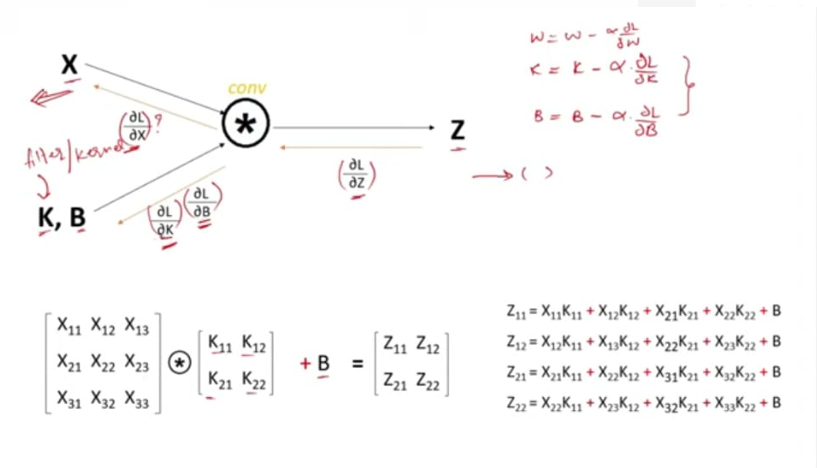 W = W - α ∂L/∂W
X
conv
K = K - α · ∂L/∂K
(∂L/∂X) ?
*
B = B - α · ∂L/∂B
Z
filter/kernel
(∂L/∂Z)
→ ( )
K, B
(∂L/∂K) (∂L/∂B)
X11 X12 X13
X21 X22 X23
X31 X32 X33
*
K11 K12
K21 K22
+ B =
Z11 Z12
Z21 Z22
Z11 = X11K11 + X12K12 + X21K21 + X22K22 + B
Z12 = X12K11 + X13K12 + X22K21 + X23K22 + B
Z21 = X21K11 + X22K12 + X31K21 + X32K22 + B
Z22 = X22K11 + X23K12 + X32K21 + X33K22 + B